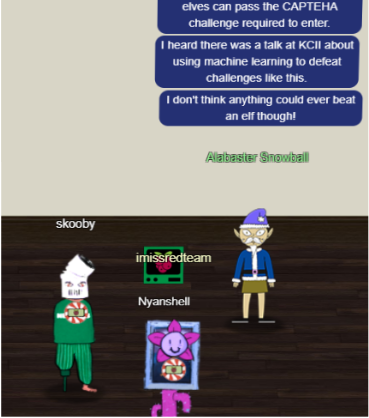 elves can pass the CAPTEHA
challenge required to enter.
I heard there was a talk at KCII about
using machine learning to defeat
challenges like this.
I don't think anything could ever beat
an elf though!
Alabaster Snowball
skooby
imissredteam
Nyanshell